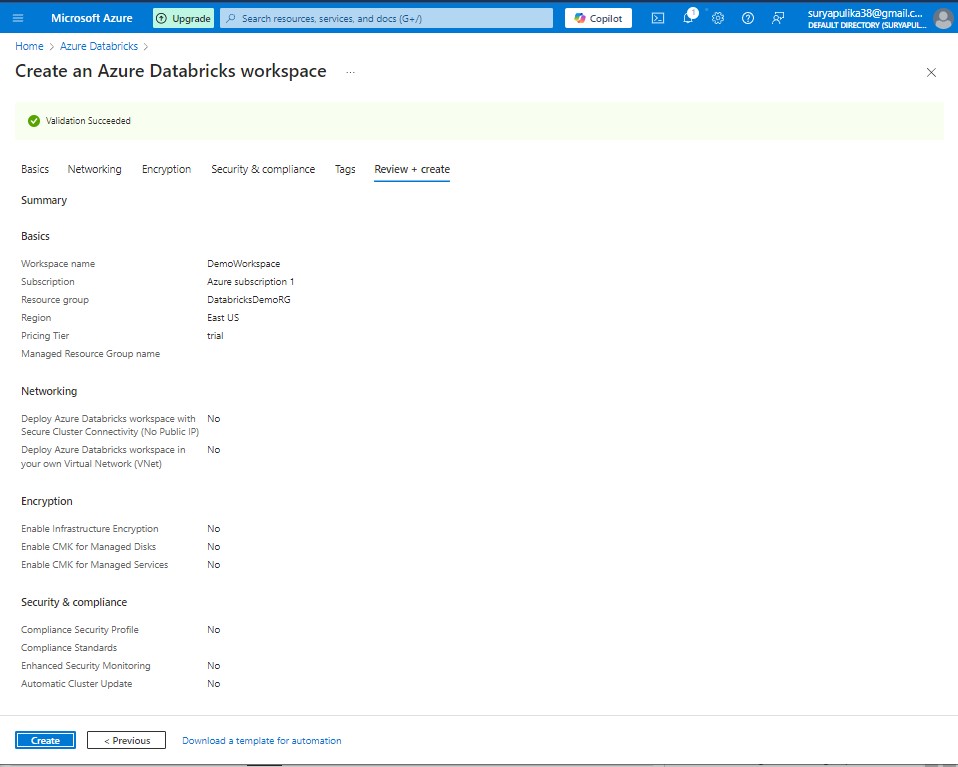 Microsoft Azure
Upgrade
Search resources, services, and docs (G+/)
Copilot
1
suryapulika38@gmail.c...
DEFAULT DIRECTORY (SURYAPUL...
Home > Azure Databricks >
Create an Azure Databricks workspace ...
Validation Succeeded
Basics Networking Encryption Security & compliance Tags Review + create
Summary
Basics
Workspace name DemoWorkspace
Subscription Azure subscription 1
Resource group DatabricksDemoRG
Region East US
Pricing Tier trial
Managed Resource Group name
Networking
Deploy Azure Databricks workspace with No
Secure Cluster Connectivity (No Public IP)
Deploy Azure Databricks workspace in No
your own Virtual Network (VNet)
Encryption
Enable Infrastructure Encryption No
Enable CMK for Managed Disks No
Enable CMK for Managed Services No
Security & compliance
Compliance Security Profile No
Compliance Standards
Enhanced Security Monitoring No
Automatic Cluster Update No
Create < Previous Download a template for automation